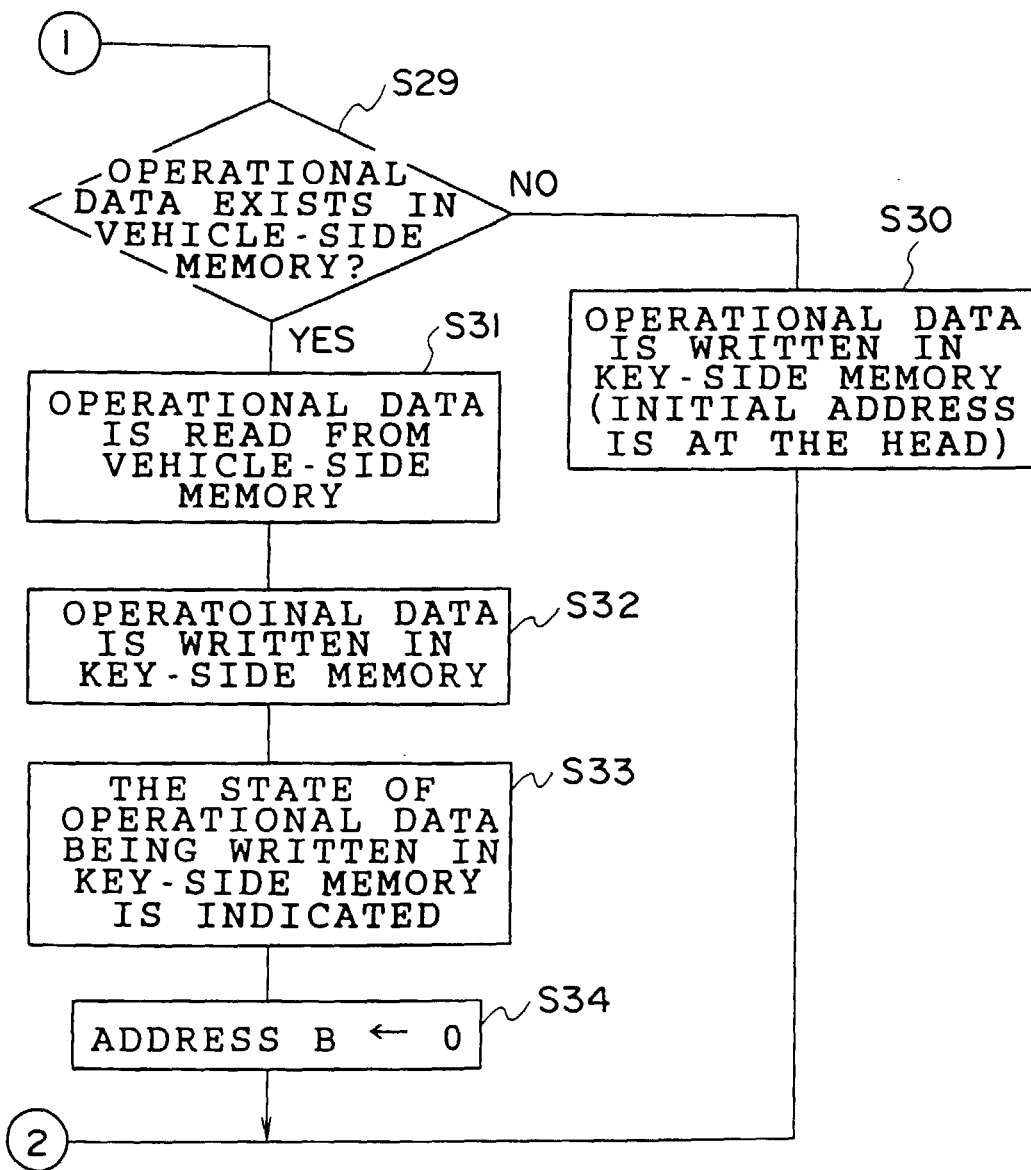 1
S29
OPERATIONAL
DATA EXISTS IN
VEHICLE-SIDE
MEMORY?
NO
YES
S30
OPERATIONAL DATA
IS WRITTEN IN
KEY-SIDE MEMORY
(INITIAL ADDRESS
IS AT THE HEAD)
S31
OPERATIONAL DATA
IS READ FROM
VEHICLE-SIDE
MEMORY
S32
OPERATOINAL DATA
IS WRITTEN IN
KEY-SIDE MEMORY
S33
THE STATE OF
OPERATIONAL DATA
BEING WRITTEN IN
KEY-SIDE MEMORY
IS INDICATED
S34
ADDRESS B ← 0
2